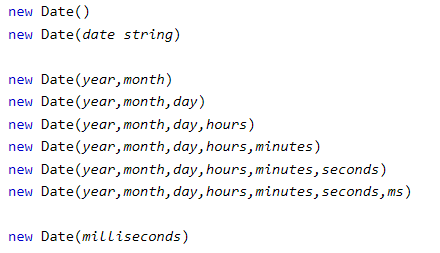 new Date()
new Date(date string)
new Date(year,month)
new Date(year,month,day)
new Date(year,month,day,hours)
new Date(year,month,day,hours,minutes)
new Date(year,month,day,hours,minutes,seconds)
new Date(year,month,day,hours,minutes,seconds,ms)
new Date(milliseconds)